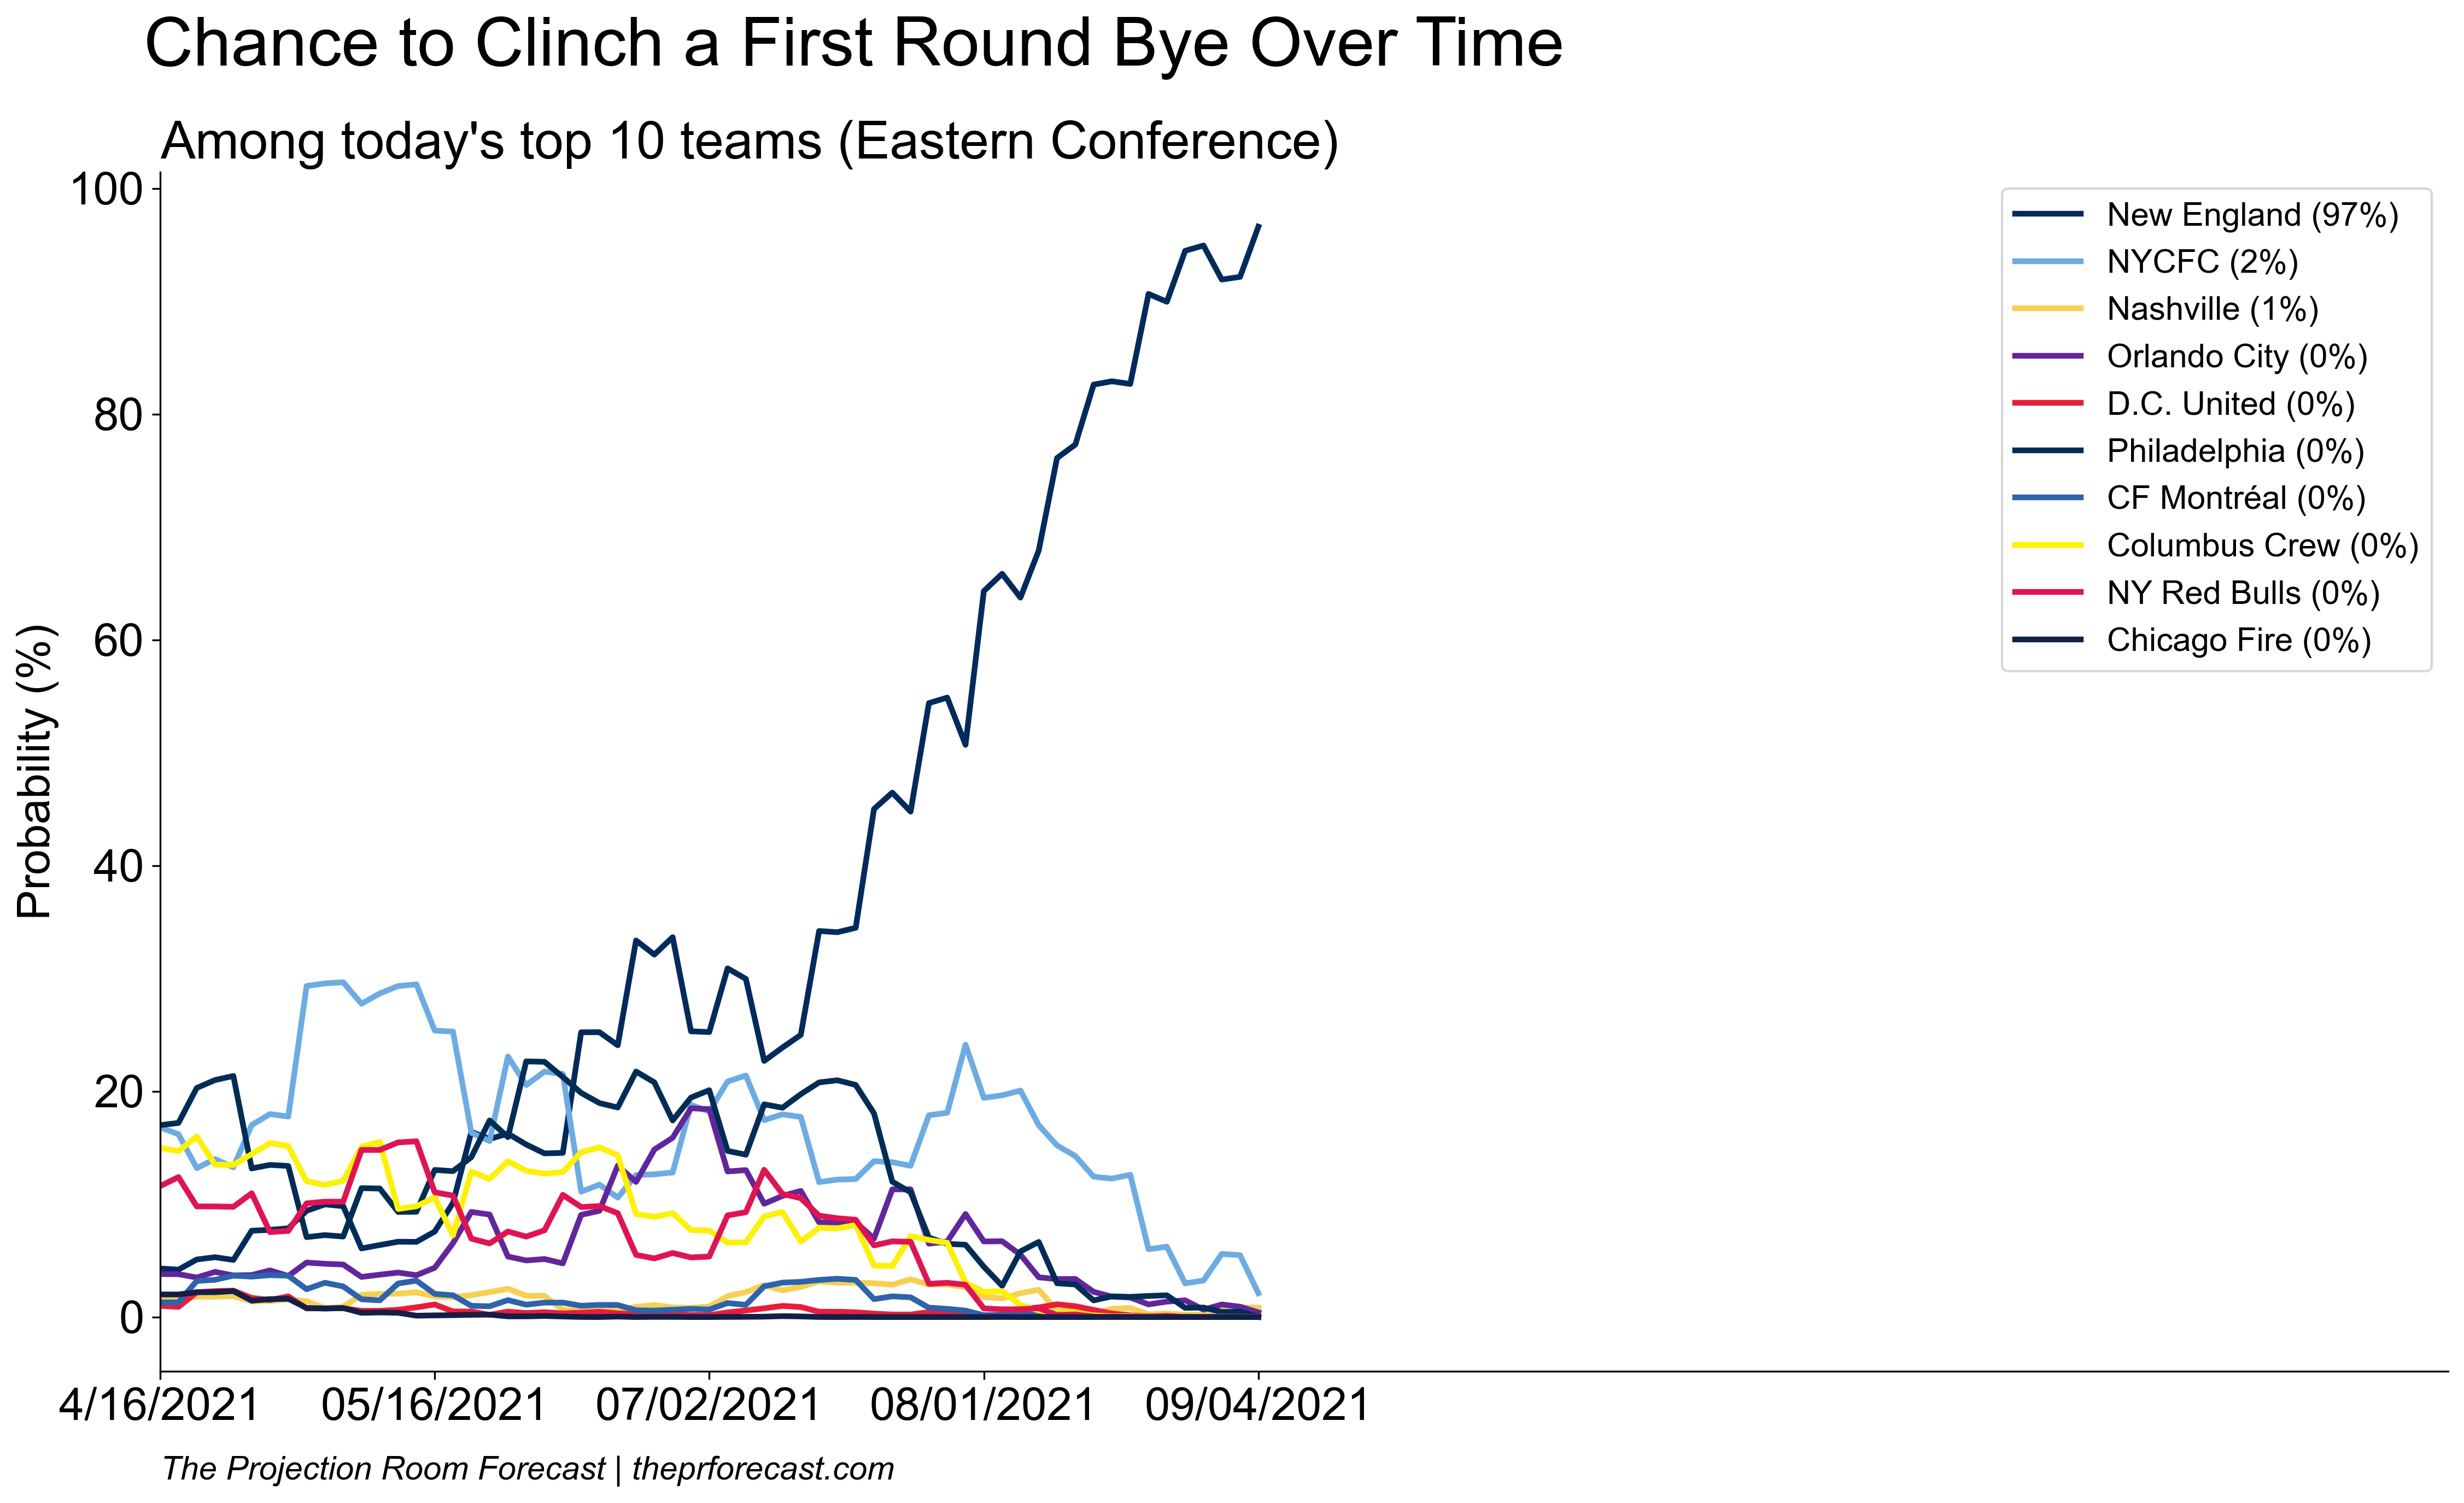 Chance to Clinch a First Round Bye Over Time
Among today's top 10 teams (Eastern Conference)
Probability (%)
100
80
60
40
20
0
New England (97%)
NYCFC (2%)
Nashville (1%)
Orlando City (0%)
D.C. United (0%)
Philadelphia (0%)
CF Montréal (0%)
Columbus Crew (0%)
NY Red Bulls (0%)
Chicago Fire (0%)
4/16/2021 05/16/2021 07/02/2021 08/01/2021 09/04/2021
The Projection Room Forecast | theprforecast.com